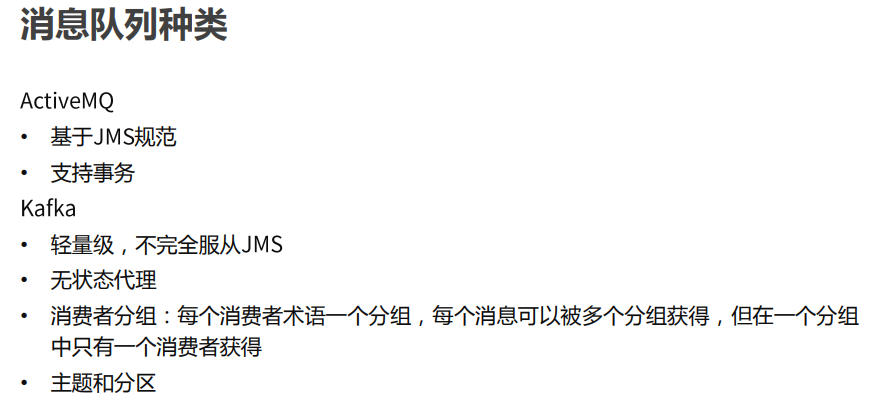 消息队列种类
ActiveMQ
• 基于JMS规范
• 支持事务
Kafka
• 轻量级，不完全服从JMS
• 无状态代理
• 消费者分组：每个消费者术语一个分组，每个消息可以被多个分组获得，但在一个分组
中只有一个消费者获得
• 主题和分区